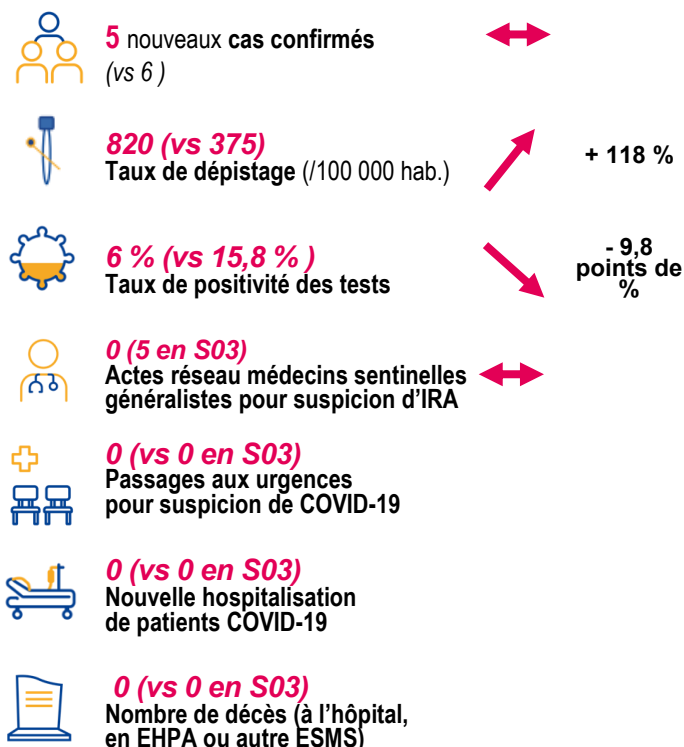 5 nouveaux cas confirmés
(vs 6 )
820 (vs 375)
Taux de dépistage (/100 000 hab.)
+ 118 %
6 % (vs 15,8 % )
Taux de positivité des tests
- 9,8
points de
%
0 (5 en S03)
Actes réseau médecins sentinelles
généralistes pour suspicion d’IRA
0 (vs 0 en S03)
Passages aux urgences
pour suspicion de COVID-19
0 (vs 0 en S03)
Nouvelle hospitalisation
de patients COVID-19
0 (vs 0 en S03)
Nombre de décès (à l’hôpital,
en EHPA ou autre ESMS)